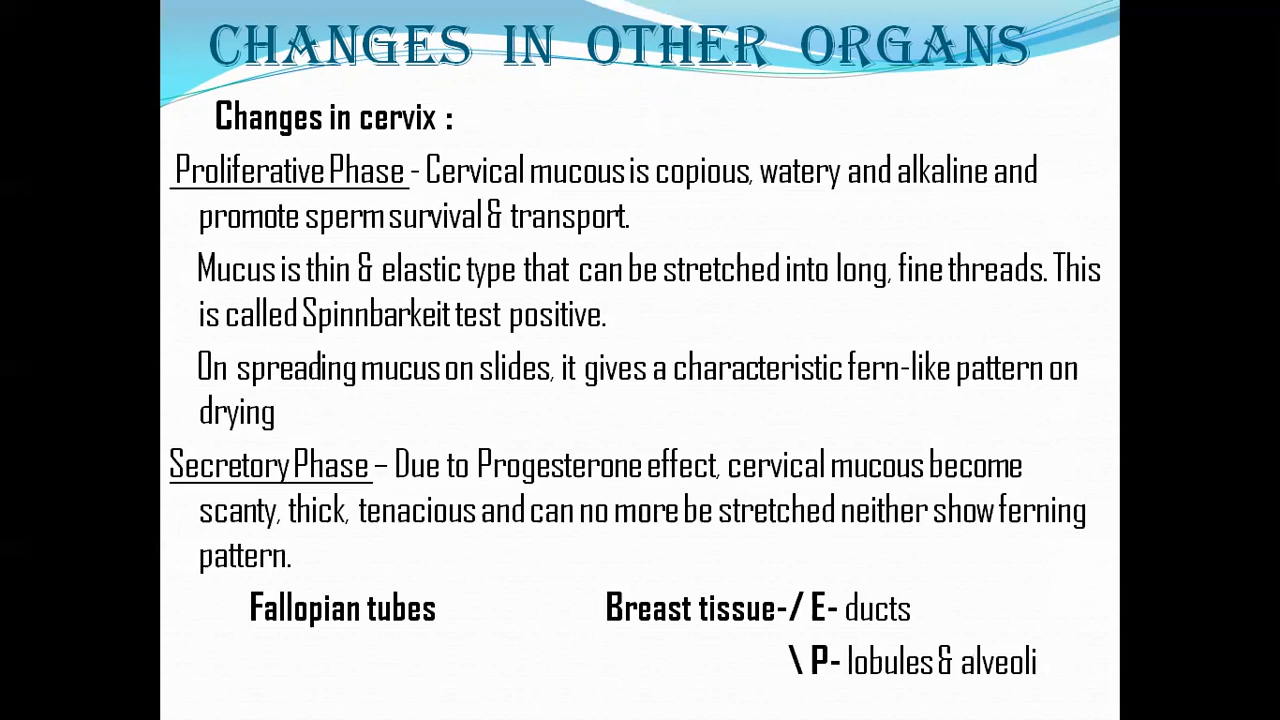 CHANGES IN OTHER ORGANS
Changes in cervix :
Proliferative Phase - Cervical mucous is copious, watery and alkaline and
promote sperm survival & transport.
Mucus is thin & elastic type that can be stretched into long, fine threads. This
is called Spinnbarkeit test positive.
On spreading mucus on slides, it gives a characteristic fern-like pattern on
drying
Secretory Phase – Due to Progesterone effect, cervical mucous become
scanty, thick, tenacious and can no more be stretched neither show ferning
pattern.
Fallopian tubes Breast tissue-/ E- ducts
\ P- lobules & alveoli